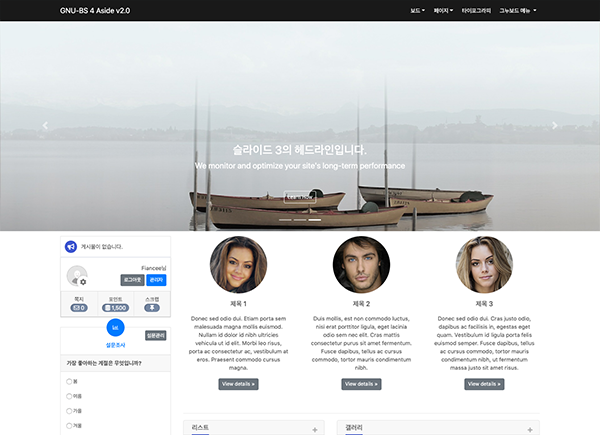 GNU-BS 4 Aside v2.0
보드 페이지 타이포그라피 그누보드 메뉴
슬라이드 3의 헤드라인입니다.
We monitor and optimize your site's long-term performance
Learn now
게시물이 없습니다.
Fiancee님
로그아웃 관리자
쪽지 포인트 스크랩
0 1,500
설문조사
설문관리
가장 좋아하는 계절은 무엇입니까?
봄
여름
가을
겨울
제목 1
Donec sed odio dui. Etiam porta sem
malesuada magna mollis euismod.
Nullam id dolor id nibh ultricies
vehicula ut id elit. Morbi leo risus,
porta ac consectetur ac, vestibulum at
eros. Praesent commodo cursus
magna.
View details »
제목 2
Duis mollis, est non commodo luctus,
nisi erat porttitor ligula, eget lacinia
odio sem nec elit. Cras mattis
consectetur purus sit amet fermentum.
Fusce dapibus, tellus ac cursus
commodo, tortor mauris condimentum
nibh.
View details »
제목 3
Donec sed odio dui. Cras justo odio,
dapibus ac facilisis in, egestas eget
quam. Vestibulum id ligula porta felis
euismod semper. Fusce dapibus, tellus
ac cursus commodo, tortor mauris
condimentum nibh, ut fermentum
massa justo sit amet risus.
View details »
리스트 +
갤러리 +